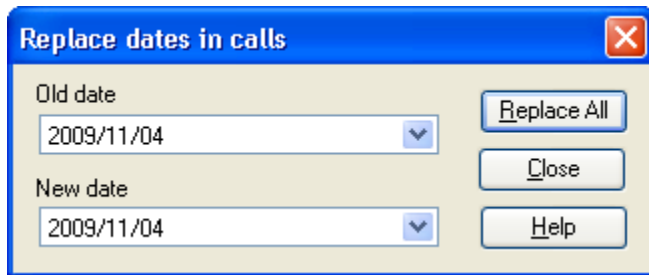 Replace dates in calls
Old date
2009/11/04
New date
2009/11/04
Replace All
Close
Help